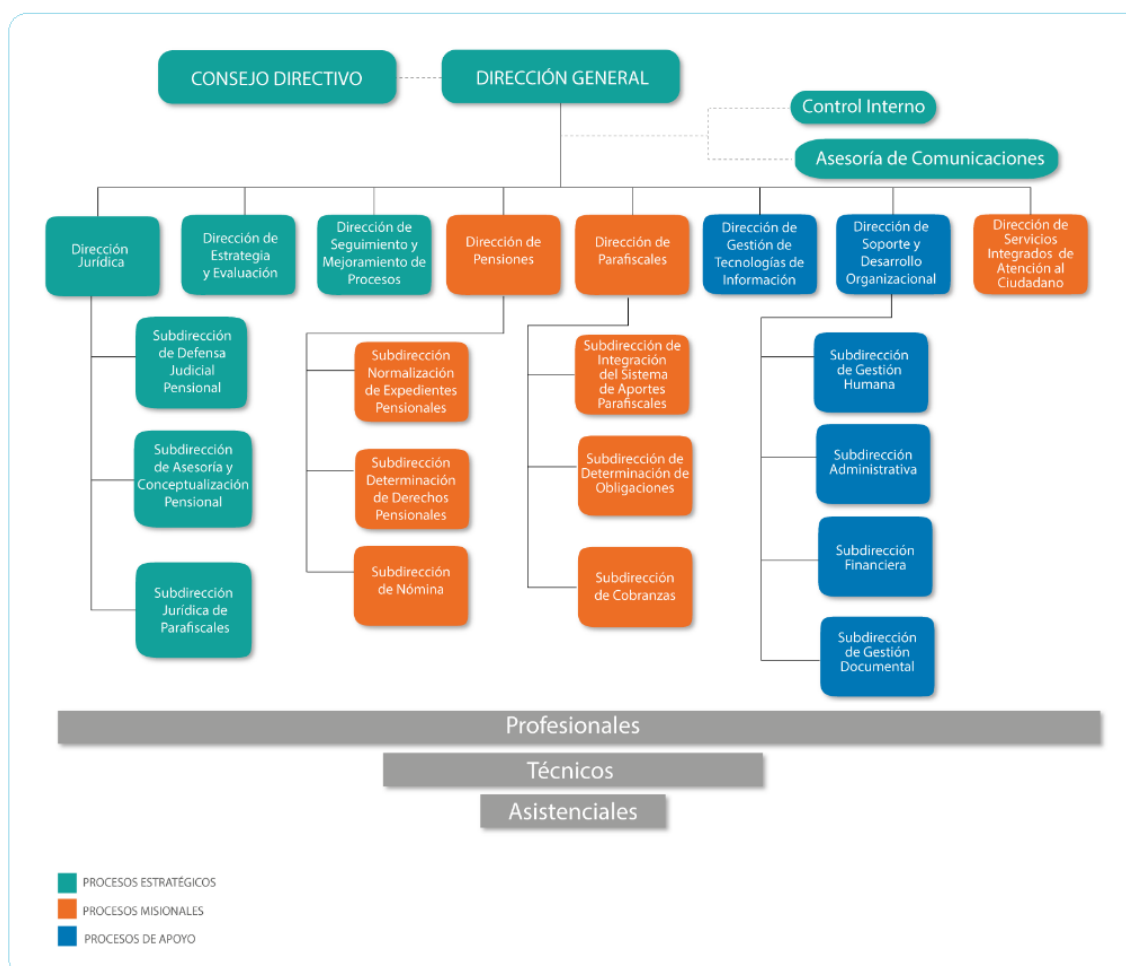 CONSEJO DIRECTIVO
DIRECCIÓN GENERAL
Control Interno
Asesoría de Comunicaciones
Dirección
Jurídica
Dirección de
Estrategia
y Evaluación
Dirección de
Seguimiento y
Mejoramiento de
Procesos
Dirección de
Pensiones
Dirección de
Parafiscales
Dirección de
Gestión de
Tecnologías de
Información
Dirección de
Soporte y
Desarrollo
Organizacional
Dirección de
Servicios
Integrados de
Atención al
Ciudadano
Subdirección
de Defensa
Judicial
Pensional
Subdirección
de Asesoría y
Conceptualización
Pensional
Subdirección
Jurídica de
Parafiscales
Subdirección
Normalización
de Expedientes
Pensionales
Subdirección
Determinación
de Derechos
Pensionales
Subdirección
de Nómina
Subdirección de
Integración
del Sistema
de Aportes
Parafiscales
Subdirección de
Determinación de
Obligaciones
Subdirección
de Cobranzas
Subdirección
de Gestión
Humana
Subdirección
Administrativa
Subdirección
Financiera
Subdirección
de Gestión
Documental
Profesionales
Técnicos
Asistenciales
PROCESOS ESTRATÉGICOS
PROCESOS MISIONALES
PROCESOS DE APOYO